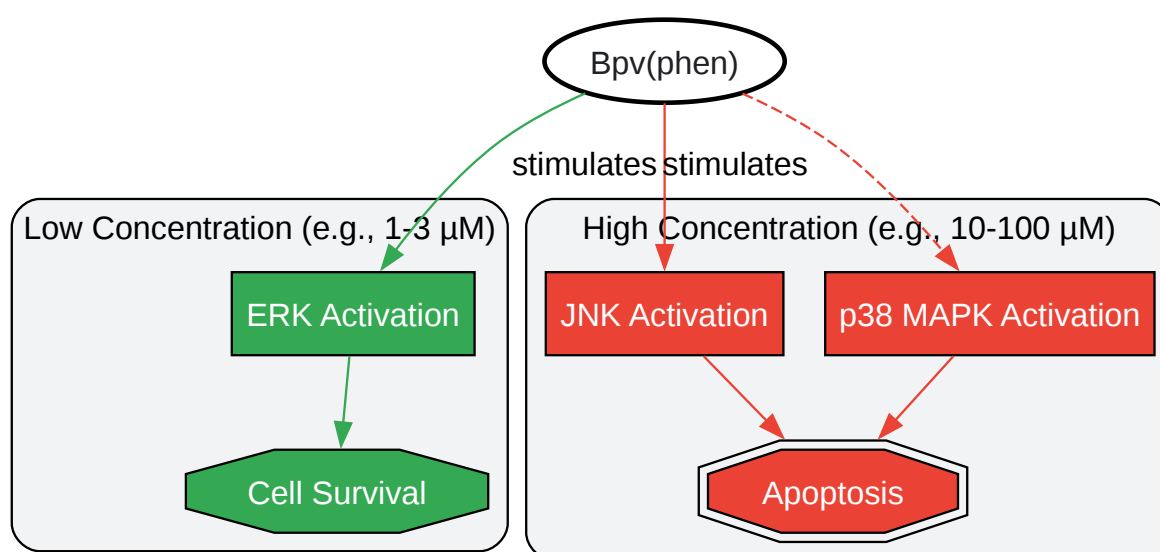 Bpv(phen)
stimulates
stimulates
Low Concentration (e.g., 1-3 µM)
High Concentration (e.g., 10-100 µM)
ERK Activation
JNK Activation
p38 MAPK Activation
Cell Survival
Apoptosis